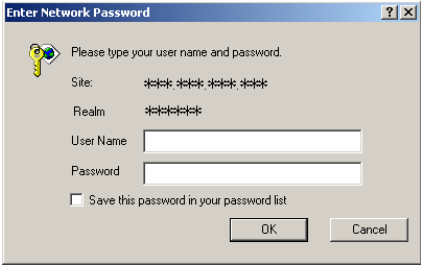 Enter Network Password
Please type your user name and password.
Site: ***.***.***.***
Realm ******
User Name
Password
Save this password in your password list
OK Cancel